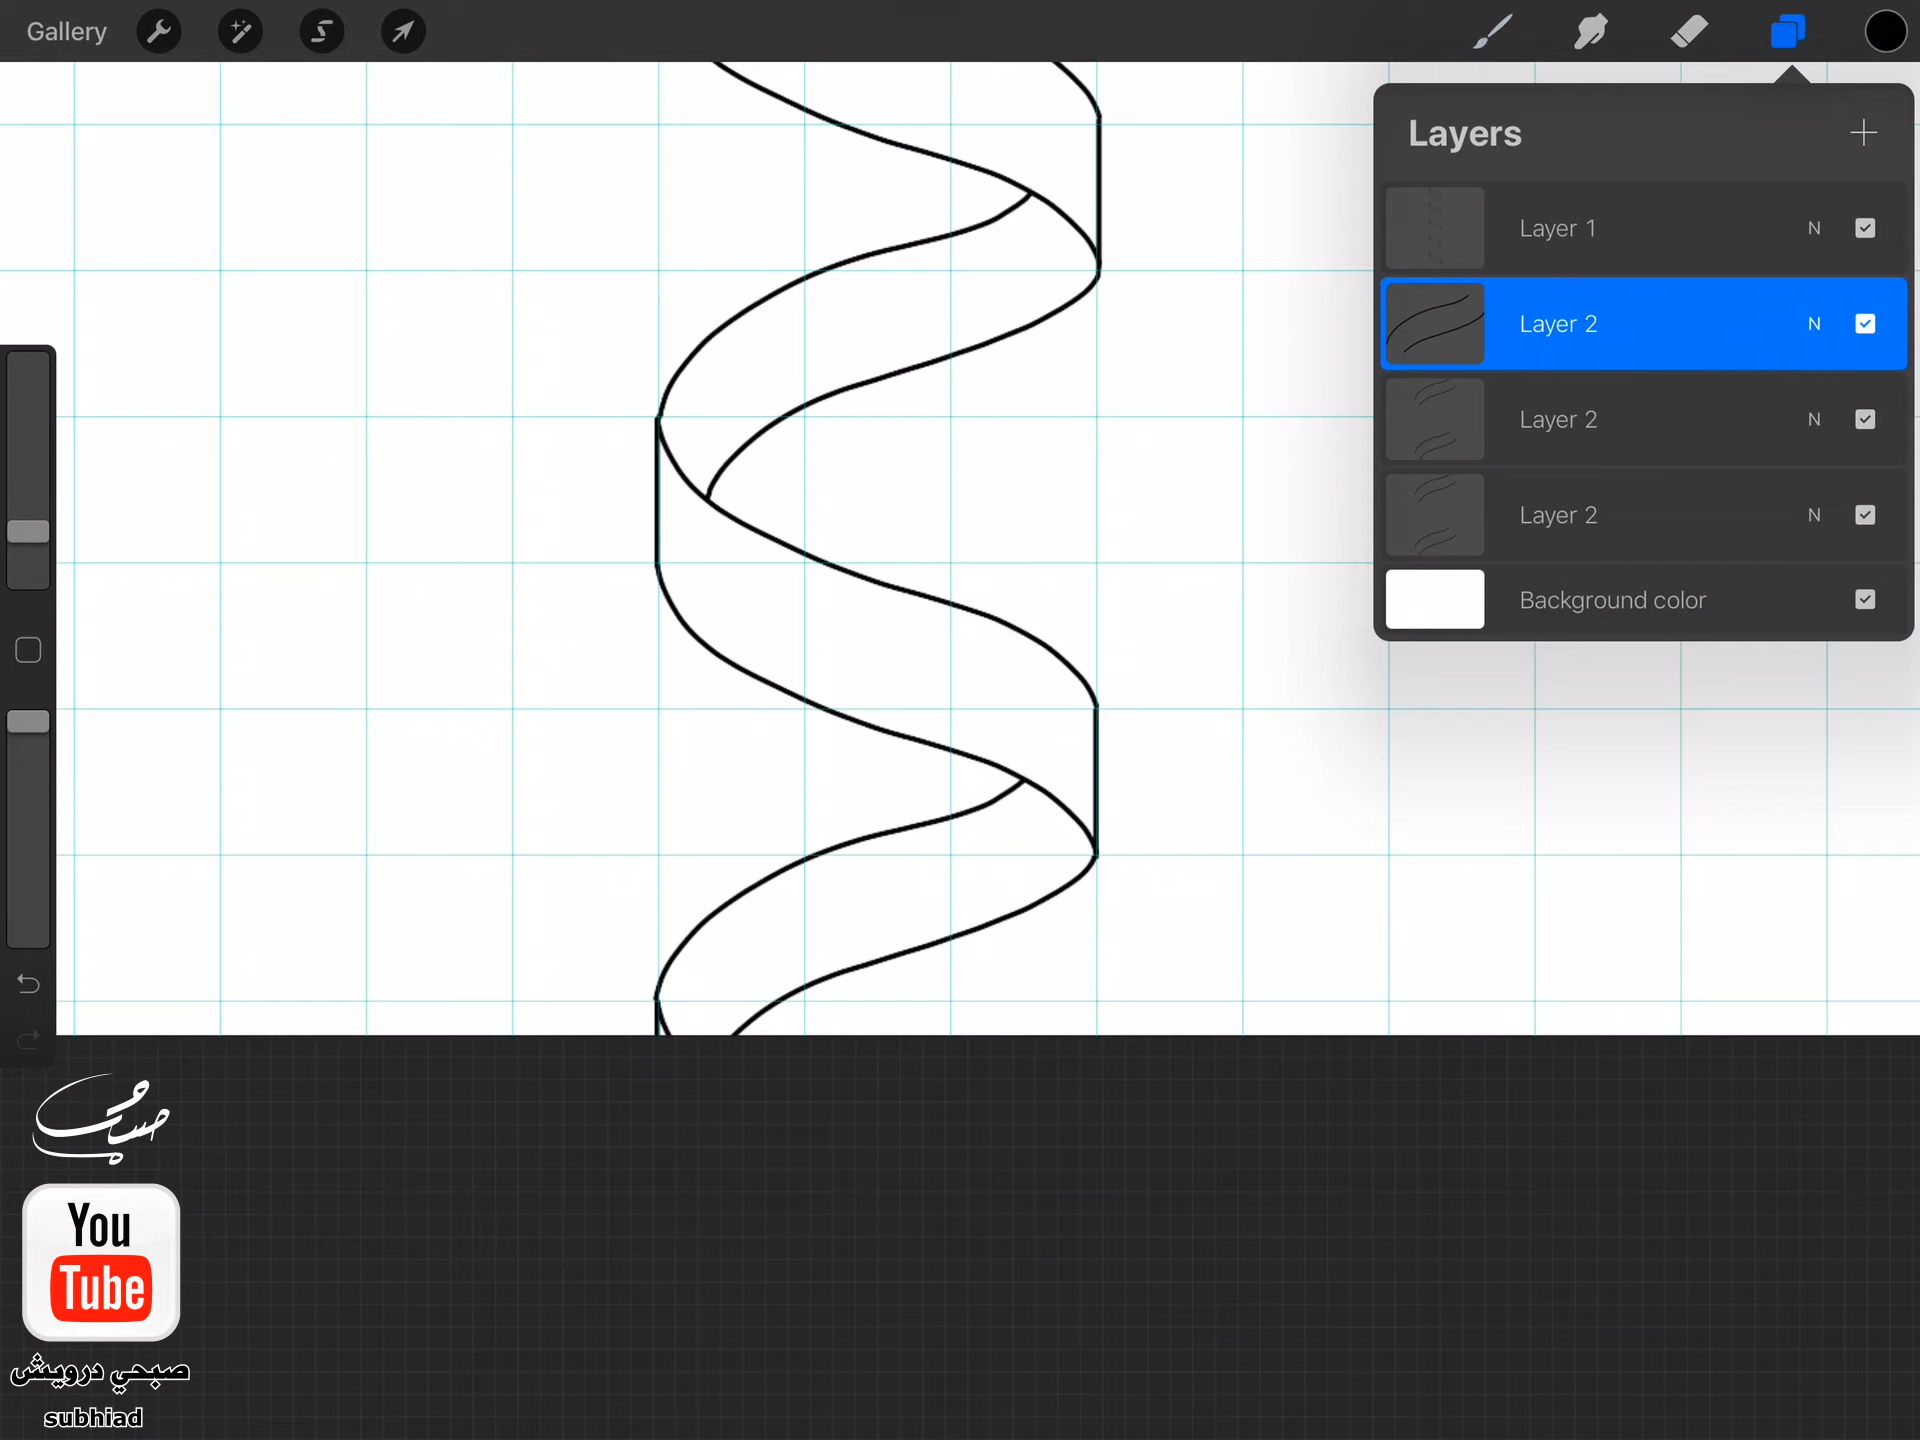 Gallery
Layers
Layer 1 N
Layer 2 N
Layer 2 N
Layer 2 N
Background color
You
Tube
صبحي درويش
subhiad